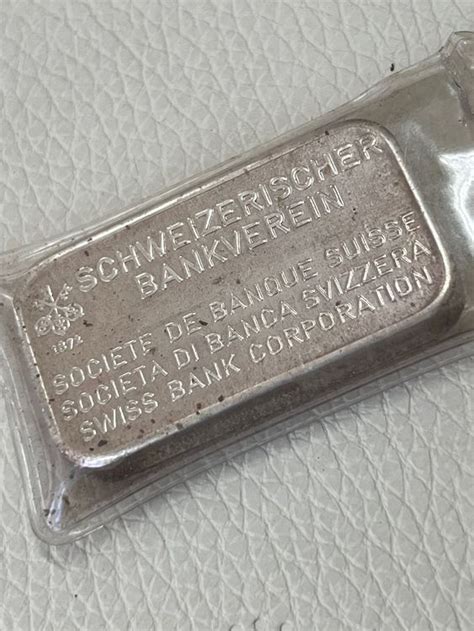 SCHWEIZERISCHER
BANKVEREIN
1872
SOCIETE DE BANQUE SUISSE
SOCIETA DI BANCA SVIZZERA
SWISS BANK CORPORATION